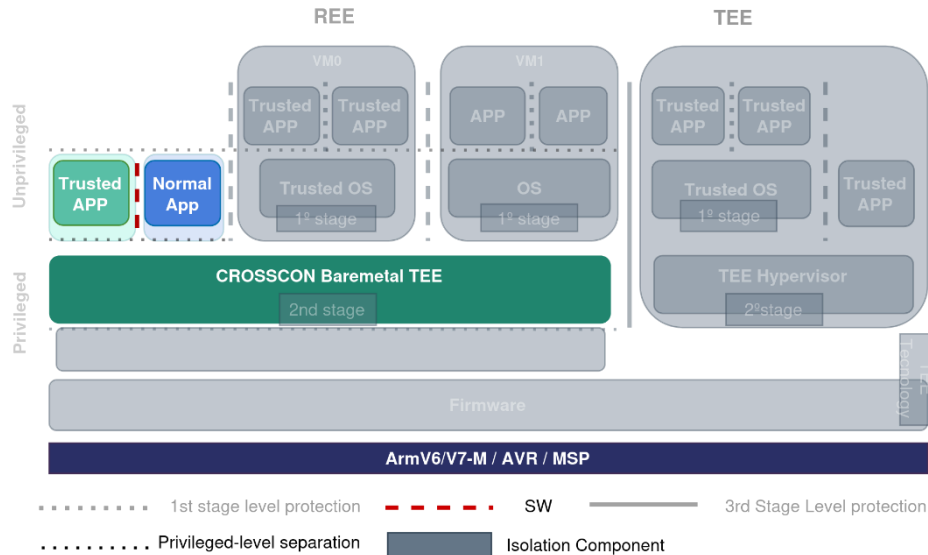 REE
TEE
VM0
VM1
Trusted
APP
Trusted
APP
APP
APP
Trusted
APP
Trusted
APP
Unprivileged
Trusted
APP
Normal
App
Trusted OS
1º stage
OS
1º stage
Trusted OS
1º stage
Trusted
APP
Privileged
CROSSCON Baremetal TEE
2nd stage
TEE Hypervisor
2ºstage
TEE
Tecnology
Firmware
ArmV6/V7-M / AVR / MSP
1st stage level protection
SW
3rd Stage Level protection
Privileged-level separation
Isolation Component